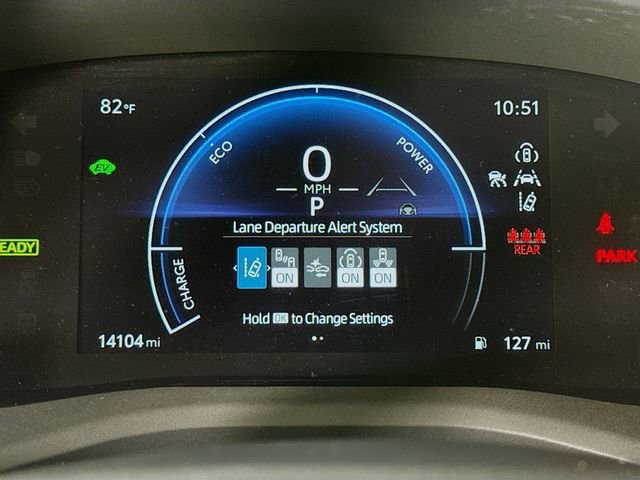 82°F
10:51
ECO
POWER
EV
0
MPH
P
READY
Lane Departure Alert System
REAR
PARK
CHARGE
ON
ON
ON
Hold OK to Change Settings
14104 mi
127 mi